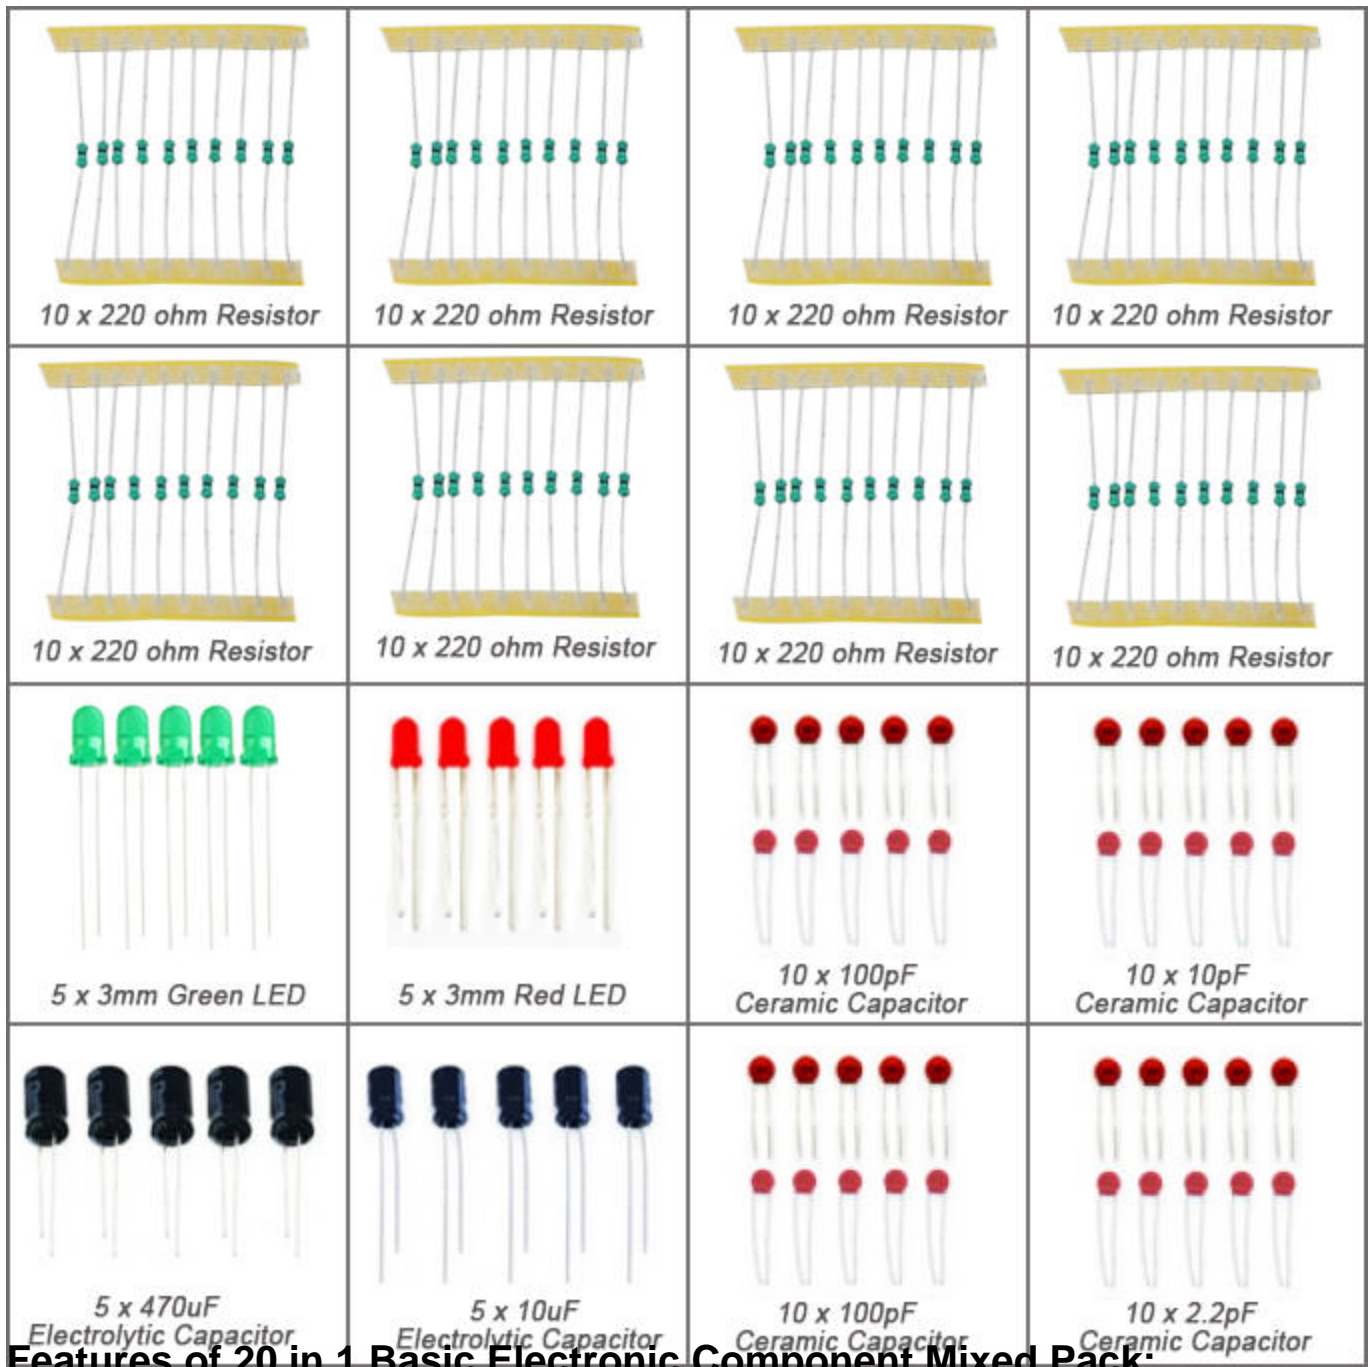 10 x 220 ohm Resistor
10 x 220 ohm Resistor
10 x 220 ohm Resistor
10 x 220 ohm Resistor
10 x 220 ohm Resistor
10 x 220 ohm Resistor
10 x 220 ohm Resistor
10 x 220 ohm Resistor
5 x 3mm Green LED
5 x 3mm Red LED
10 x 100pF
Ceramic Capacitor
10 x 10pF
Ceramic Capacitor
5 x 470uF
Electrolytic Capacitor
5 x 10uF
Electrolytic Capacitor
10 x 100pF
Ceramic Capacitor
10 x 2.2pF
Ceramic Capacitor
Features of 20 in 1 Basic Electronic Component Mixed Pack: